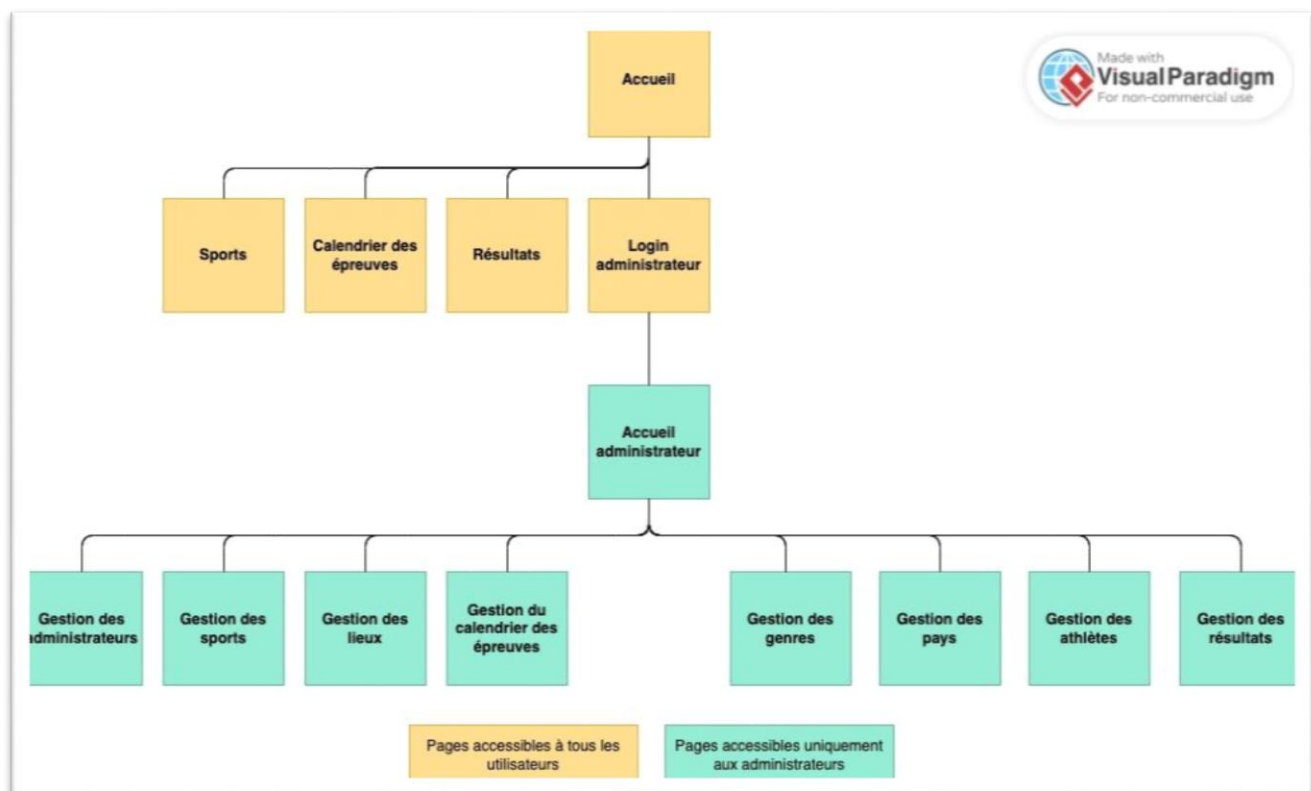 Accueil
Made with
Visual Paradigm
For non-commercial use
Sports
Calendrier des
épreuves
Résultats
Login
administrateur
Accueil
administrateur
Gestion des
administrateurs
Gestion des
sports
Gestion des
lieux
Gestion du
calendrier des
épreuves
Gestion des
genres
Gestion des
pays
Gestion des
athlètes
Gestion des
résultats
Pages accessibles à tous les
utilisateurs
Pages accessibles uniquement
aux administrateurs